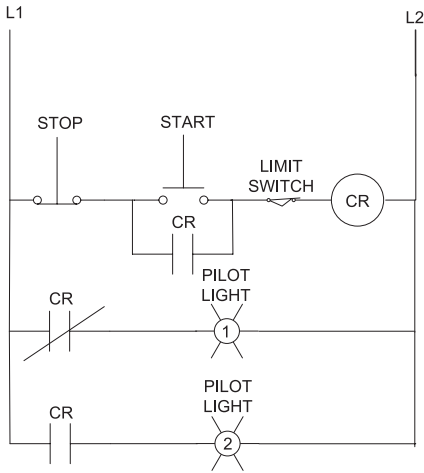 L1
L2
STOP
START
LIMIT
SWITCH
CR
CR
PILOT
LIGHT
CR
1
PILOT
LIGHT
CR
2